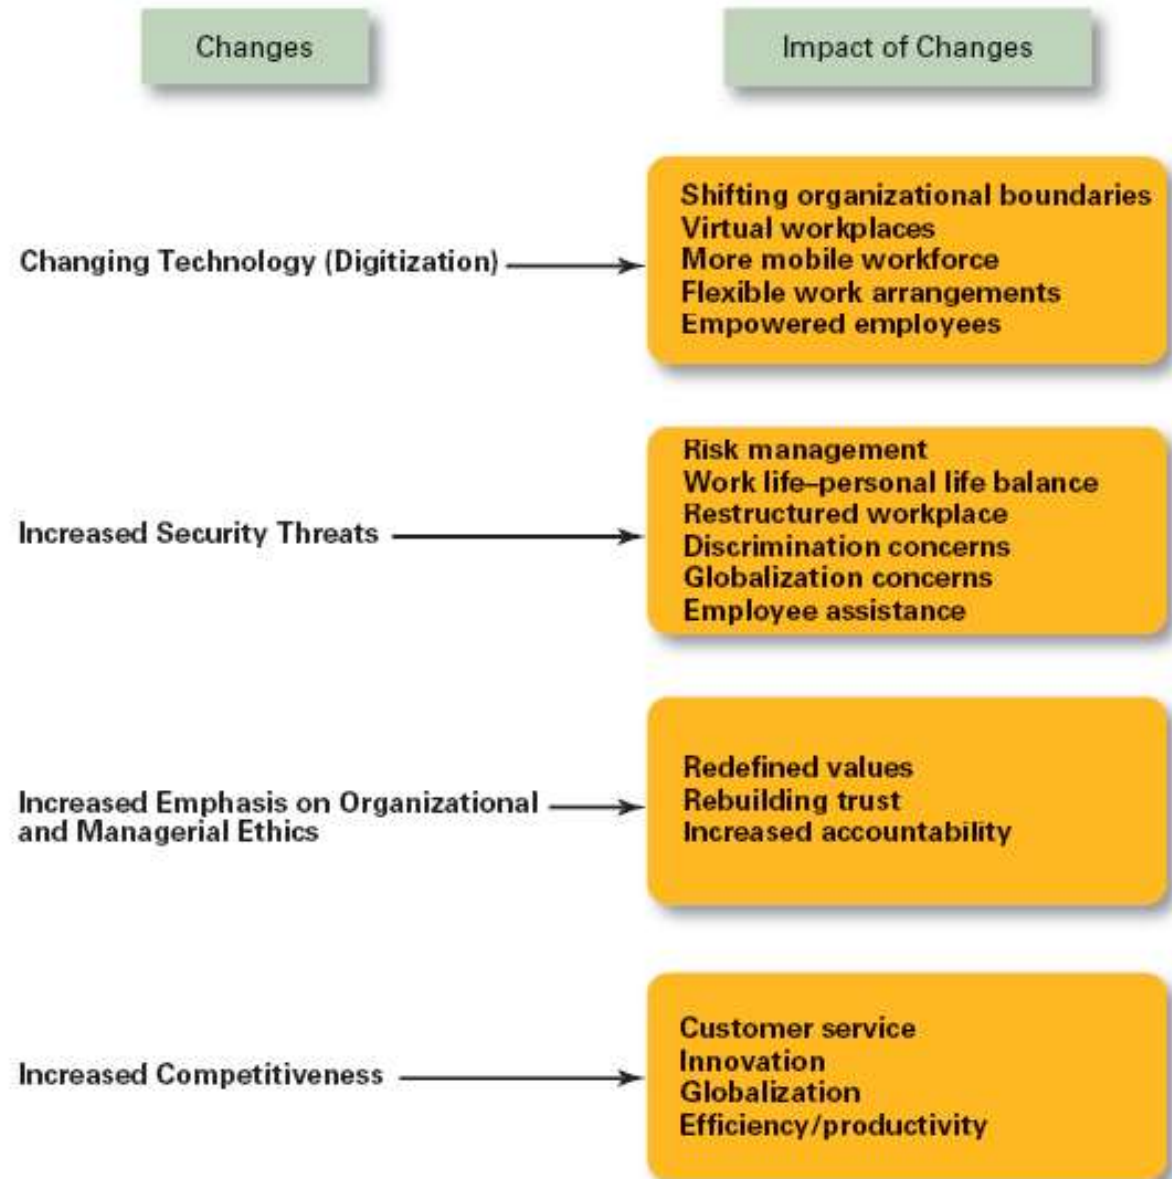 Changes
Impact of Changes
Changing Technology (Digitization)
Shifting organizational boundaries
Virtual workplaces
More mobile workforce
Flexible work arrangements
Empowered employees
Increased Security Threats
Risk management
Work life–personal life balance
Restructured workplace
Discrimination concerns
Globalization concerns
Employee assistance
Increased Emphasis on Organizational
and Managerial Ethics
Redefined values
Rebuilding trust
Increased accountability
Increased Competitiveness
Customer service
Innovation
Globalization
Efficiency/productivity